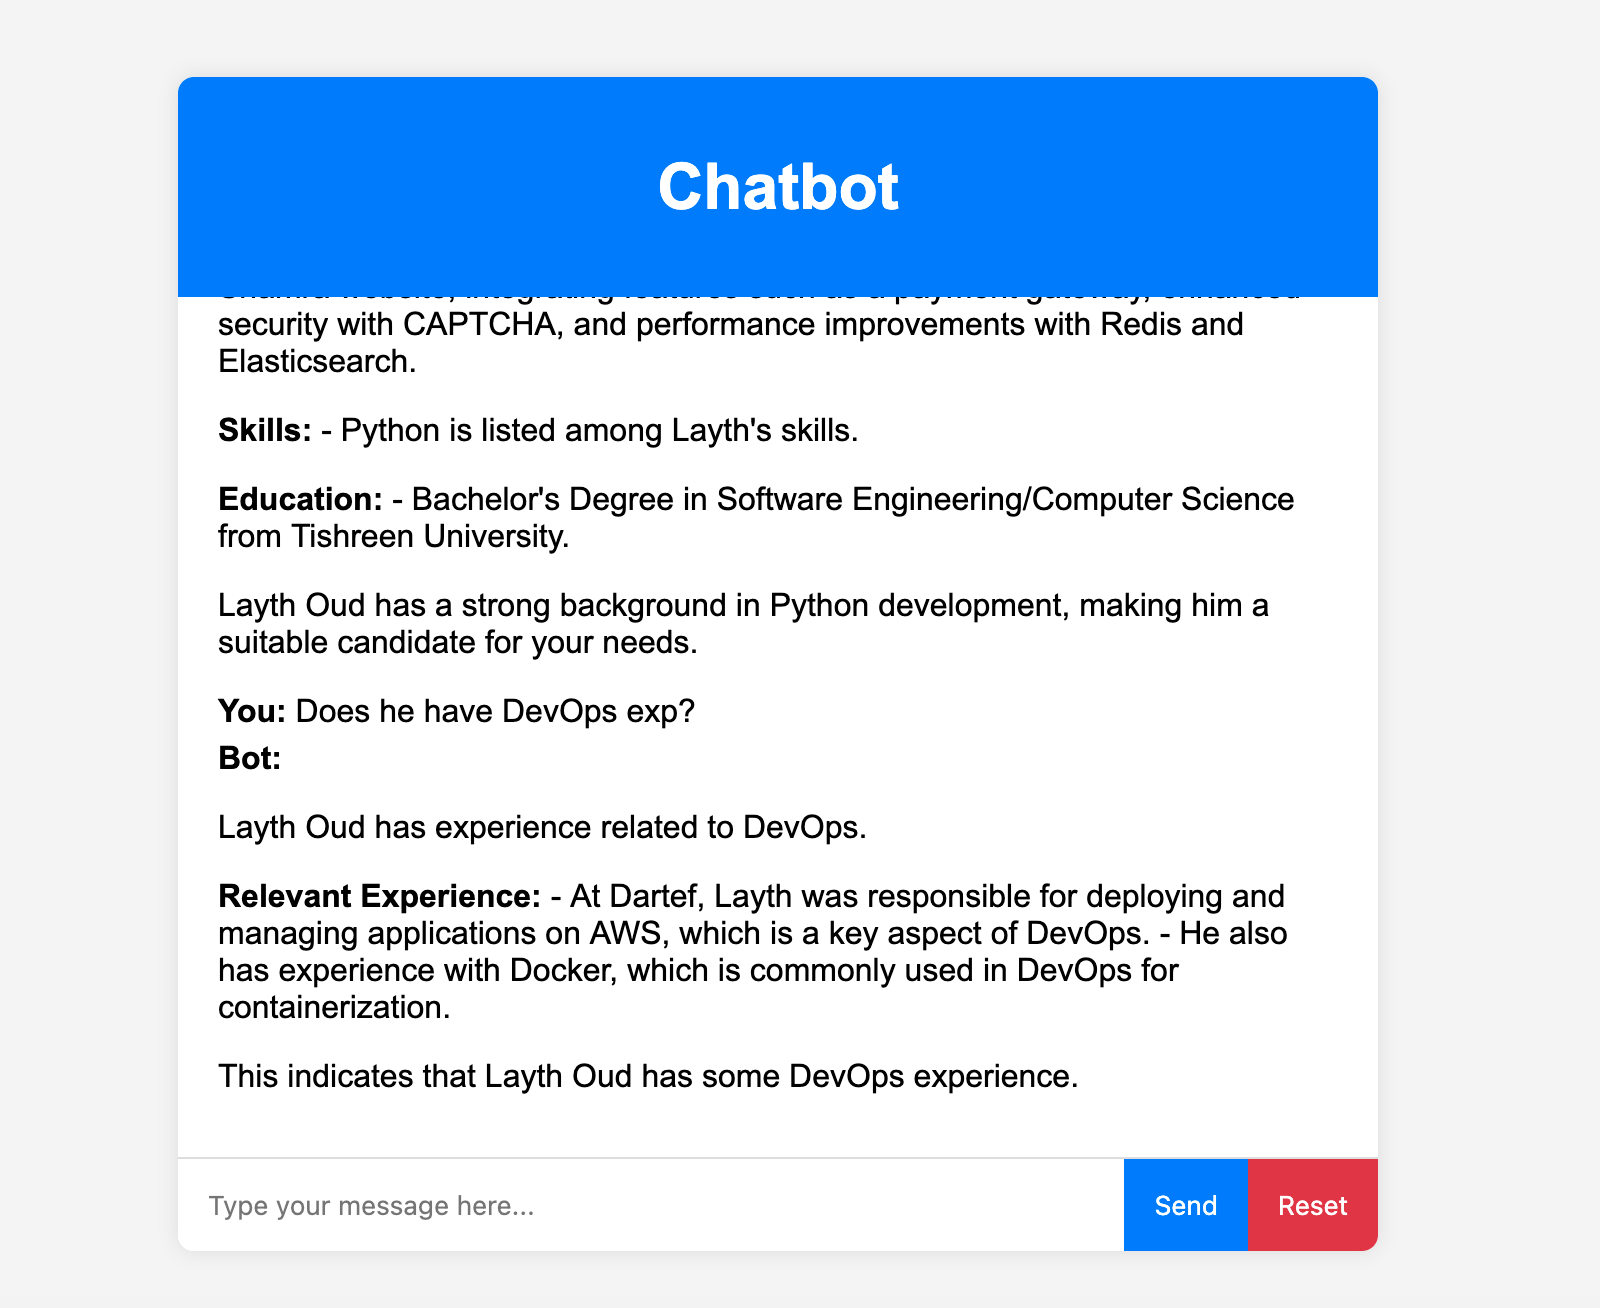 Chatbot
security with CAPTCHA, and performance improvements with Redis and
Elasticsearch.
Skills: - Python is listed among Layth's skills.
Education: - Bachelor's Degree in Software Engineering/Computer Science
from Tishreen University.
Layth Oud has a strong background in Python development, making him a
suitable candidate for your needs.
You: Does he have DevOps exp?
Bot:
Layth Oud has experience related to DevOps.
Relevant Experience: - At Dartef, Layth was responsible for deploying and
managing applications on AWS, which is a key aspect of DevOps. - He also
has experience with Docker, which is commonly used in DevOps for
containerization.
This indicates that Layth Oud has some DevOps experience.
Type your message here...
Send
Reset